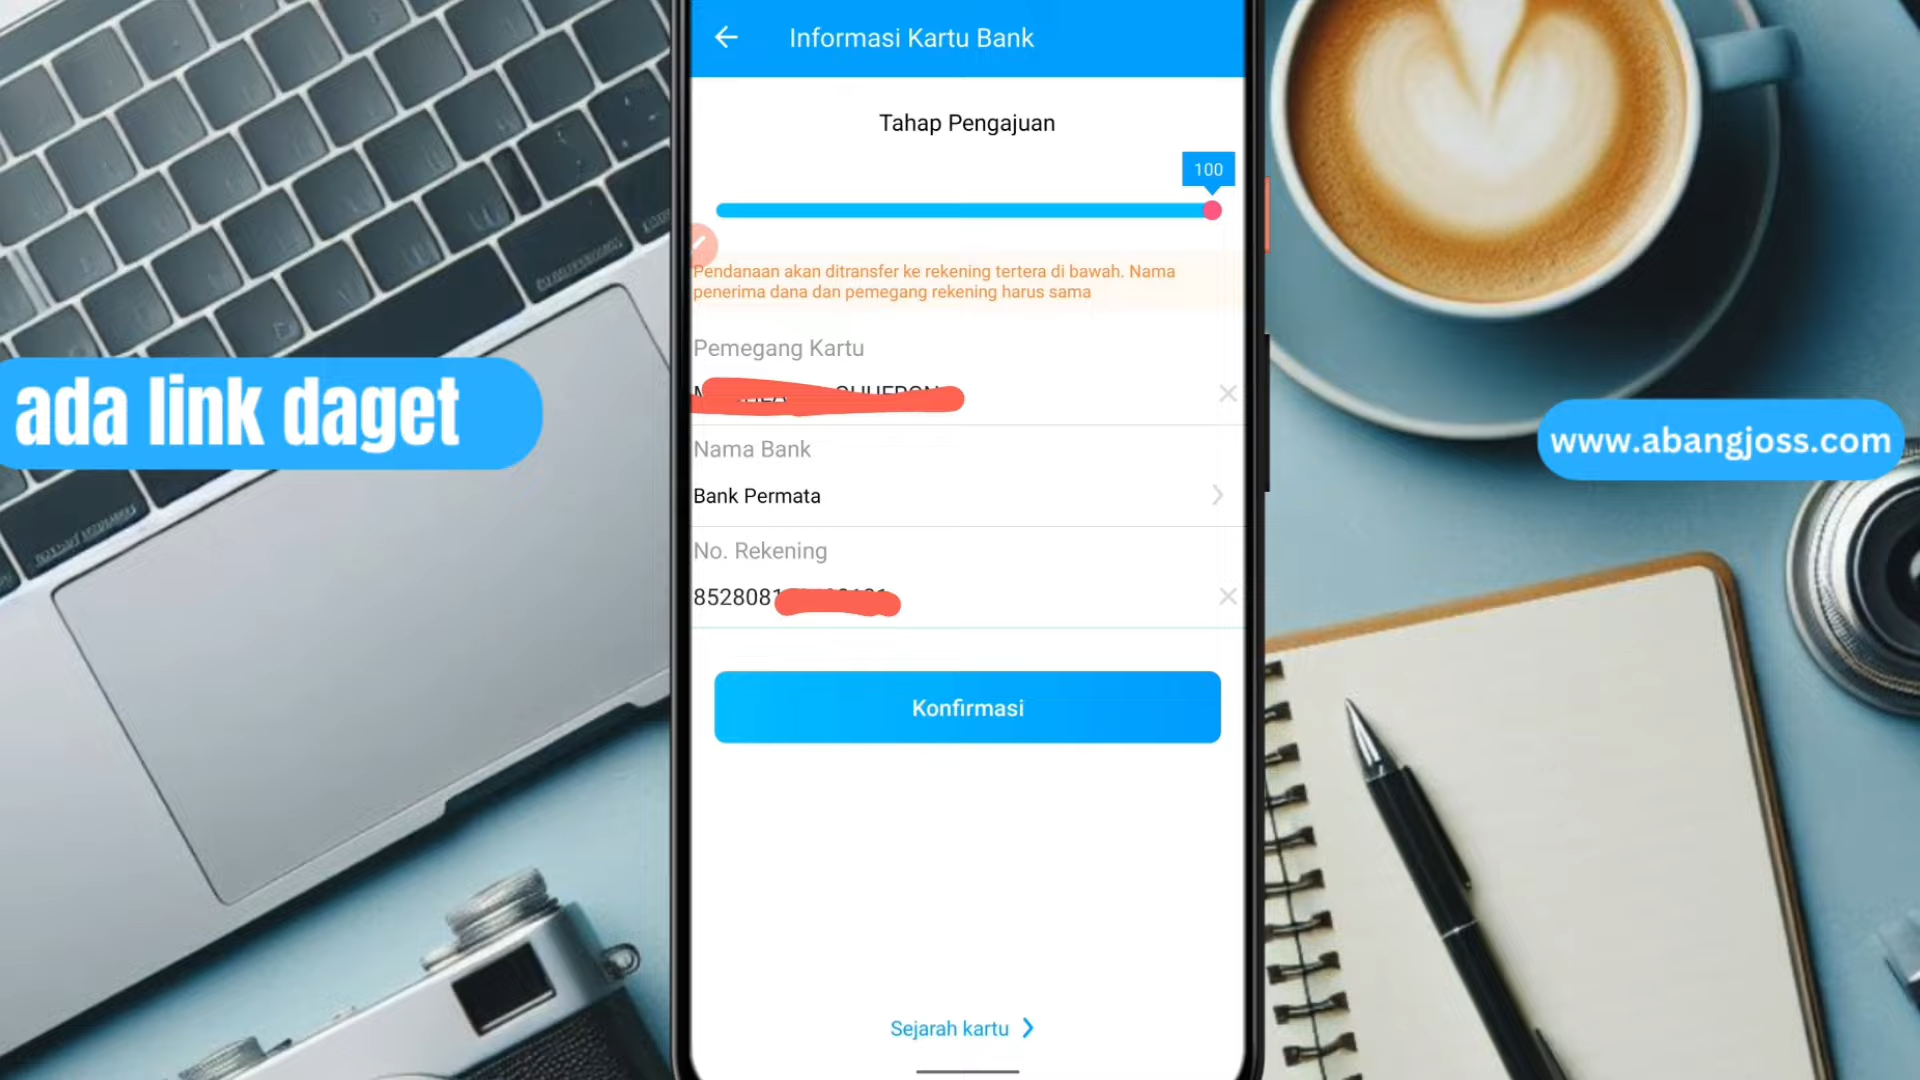 Informasi Kartu Bank
Tahap Pengajuan
100
Pendanaan akan ditransfer ke rekening tertera di bawah. Nama
penerima dana dan pemegang rekening harus sama
Pemegang Kartu
Nama Bank
Bank Permata
No. Rekening
852808
Konfirmasi
Sejarah kartu
ada link daget
www.abangjoss.com